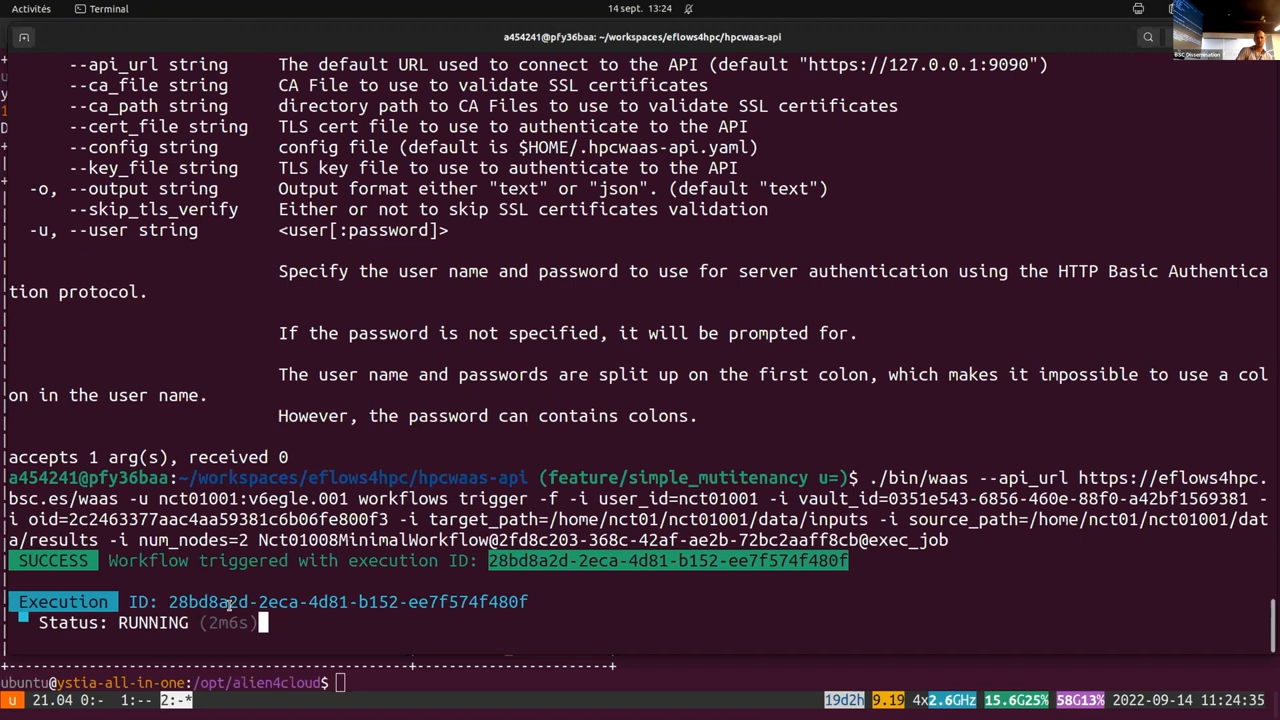 Activités
Terminal
14 sept. 13:24
a454241@pfy36baa: ~/workspaces/eflows4hpc/hpcwaas-api
BSC Dissemination
--api_url string The default URL used to connect to the API (default "https://127.0.0.1:9090")
--ca_file string CA File to use to validate SSL certificates
--ca_path string directory path to CA Files to use to validate SSL certificates
--cert_file string TLS cert file to use to authenticate to the API
--config string config file (default is $HOME/.hpcwaas-api.yaml)
--key_file string TLS key file to use to authenticate to the API
-o, --output string Output format either "text" or "json". (default "text")
--skip_tls_verify Either or not to skip SSL certificates validation
-u, --user string <user[:password]>
Specify the user name and password to use for server authentication using the HTTP Basic Authentica
tion protocol.
If the password is not specified, it will be prompted for.
The user name and passwords are split up on the first colon, which makes it impossible to use a col
on in the user name.
However, the password can contains colons.
accepts 1 arg(s), received 0
a454241@pfy36baa:~/workspaces/eflows4hpc/hpcwaas-api (feature/simple_mutitenancy u=)$ ./bin/waas --api_url https://eflows4hpc.
bsc.es/waas -u nct01001:v6egle.001 workflows trigger -f -i user_id=nct01001 -i vault_id=0351e543-6856-460e-88f0-a42bf1569381 -
i oid=2c2463377aac4aa59381c6b06fe800f3 -i target_path=/home/nct01/nct01001/data/inputs -i source_path=/home/nct01/nct01001/dat
a/results -i num_nodes=2 Nct01008MinimalWorkflow@2fd8c203-368c-42af-ae2b-72bc2aaff8cb@exec_job
SUCCESS Workflow triggered with execution ID: 28bd8a2d-2eca-4d81-b152-ee7f574f480f
Execution ID: 28bd8a2d-2eca-4d81-b152-ee7f574f480f
Status: RUNNING (2m6s)
ubuntu@ystia-all-in-one:/opt/alien4cloud$
u 21.04 0:- 1:-- 2:-* 19d2h 9.19 4x2.6GHz 15.6G25% 58G13% 2022-09-14 11:24:35